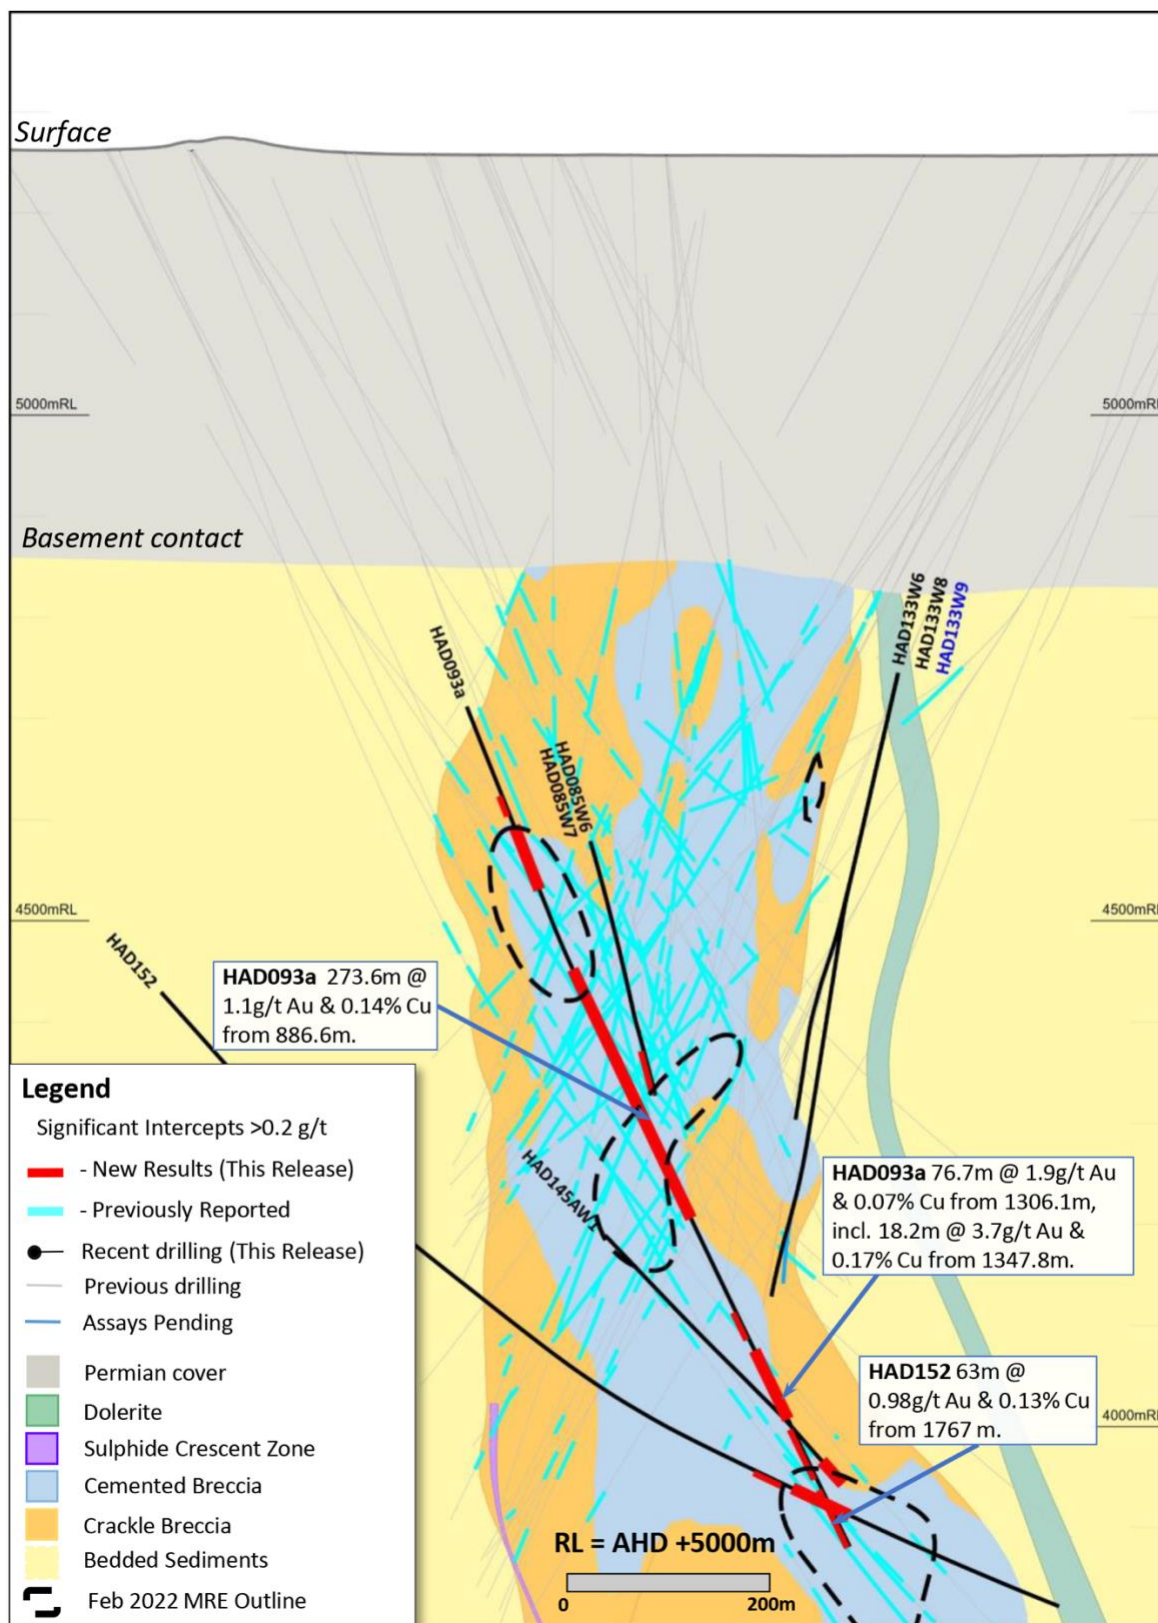 Surface
5000mRL
5000mRL
Basement contact
HAD093a
HAD085W6
HAD085W7
HAD133W6
HAD133W8
HAD133W9
4500mRL
4500mRL
HAD152
HAD093a 273.6m @
1.1g/t Au & 0.14% Cu
from 886.6m.
HAD145AW1
HAD093a 76.7m @ 1.9g/t Au
& 0.07% Cu from 1306.1m,
incl. 18.2m @ 3.7g/t Au &
0.17% Cu from 1347.8m.
HAD152 63m @
0.98g/t Au & 0.13% Cu
from 1767 m.
4000mRL
Legend
Significant Intercepts >0.2 g/t
- New Results (This Release)
- Previously Reported
Recent drilling (This Release)
Previous drilling
Assays Pending
Permian cover
Dolerite
Sulphide Crescent Zone
Cemented Breccia
Crackle Breccia
Bedded Sediments
Feb 2022 MRE Outline
RL = AHD +5000m
0 200m